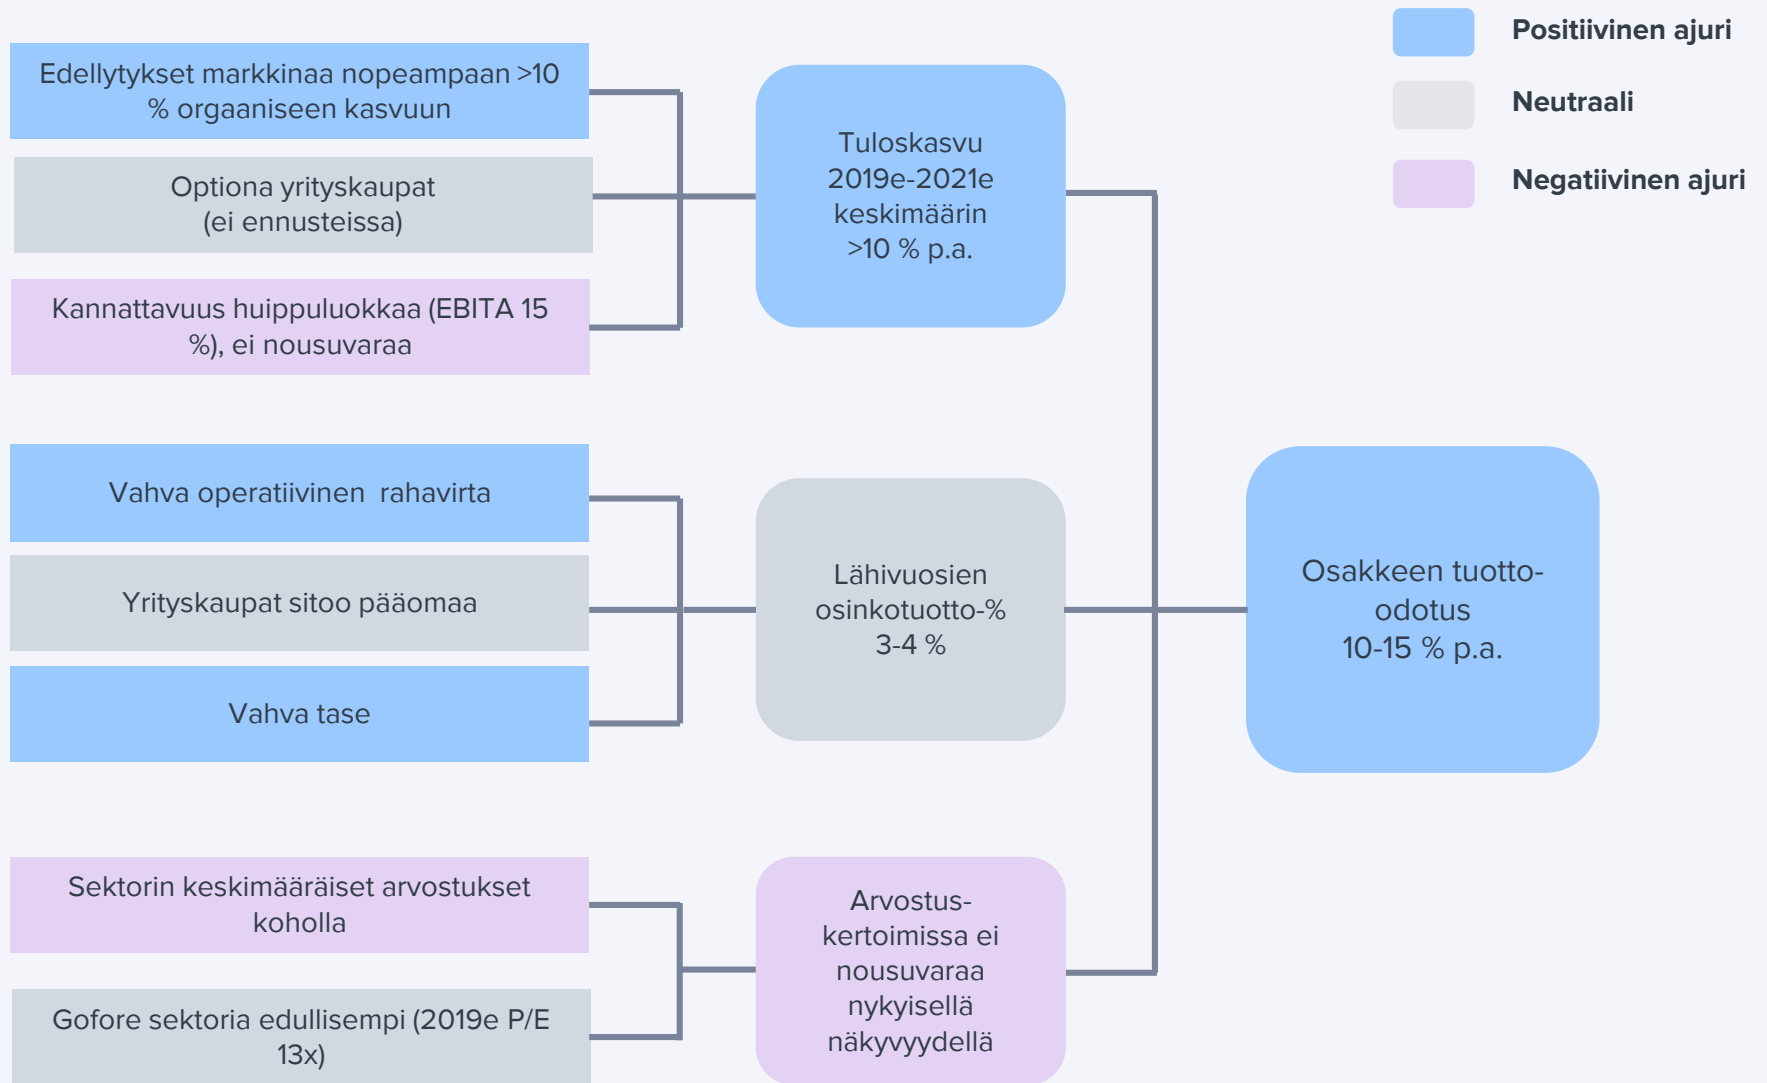 Positiivinen ajuri
Neutraali
Negatiivinen ajuri
Edellytykset markkinaa nopeampaan >10
% orgaaniseen kasvuun
Optiona yrityskaupat
(ei ennusteissa)
Kannattavuus huippuluokkaa (EBITA 15
%), ei nousuvaraa
Tuloskasvu
2019e-2021e
keskimäärin
>10 % p.a.
Vahva operatiivinen  rahavirta
Yrityskaupat sitoo pääomaa
Vahva tase
Lähivuosien
osinkotuotto-%
3-4 %
Osakkeen tuotto-
odotus
10-15 % p.a.
Sektorin keskimääräiset arvostukset
koholla
Gofore sektoria edullisempi (2019e P/E
13x)
Arvostus-
kertoimissa ei
nousuvaraa
nykyisellä
näkyvyydellä